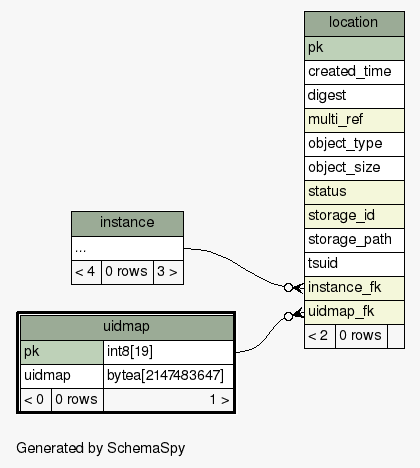 location
pk
created_time
digest
multi_ref
object_type
object_size
status
storage_id
storage_path
tsuid
instance_fk
uidmap_fk
< 2 0 rows
instance
...
< 4 0 rows 3 >
uidmap
pk int8[19]
uidmap bytea[2147483647]
< 0 0 rows 1 >
Generated by SchemaSpy